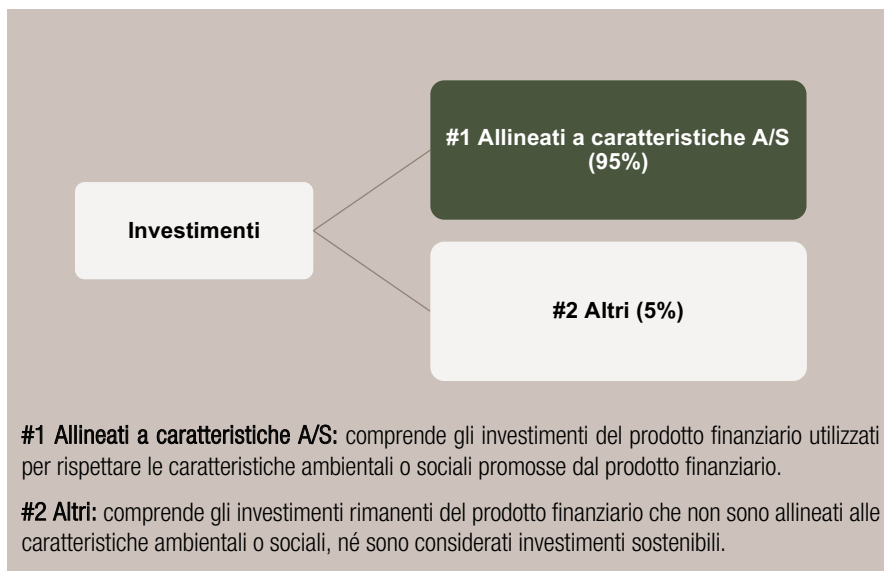 #1 Allineati a caratteristiche A/S
(95%)
Investimenti
#2 Altri (5%)
#1 Allineati a caratteristiche A/S: comprende gli investimenti del prodotto finanziario utilizzati
per rispettare le caratteristiche ambientali o sociali promosse dal prodotto finanziario.
#2 Altri: comprende gli investimenti rimanenti del prodotto finanziario che non sono allineati alle
caratteristiche ambientali o sociali, né sono considerati investimenti sostenibili.